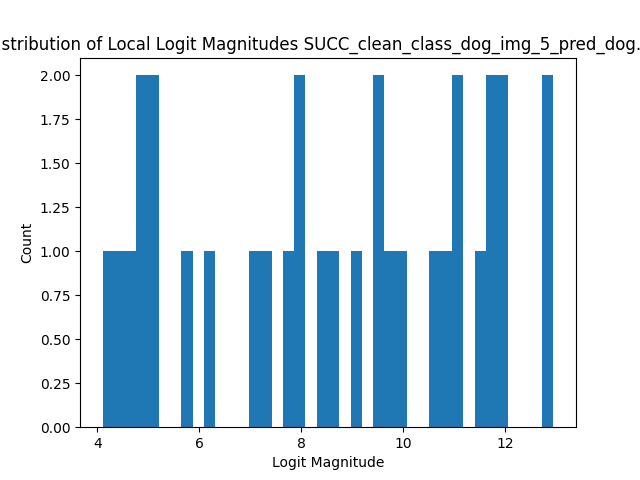 stribution of Local Logit Magnitudes SUCC_clean_class_dog_img_5_pred_dog.
2.00
1.75
1.50
1.25
1.00
0.75
0.50
0.25
0.00
Count
4 6 8 10 12
Logit Magnitude